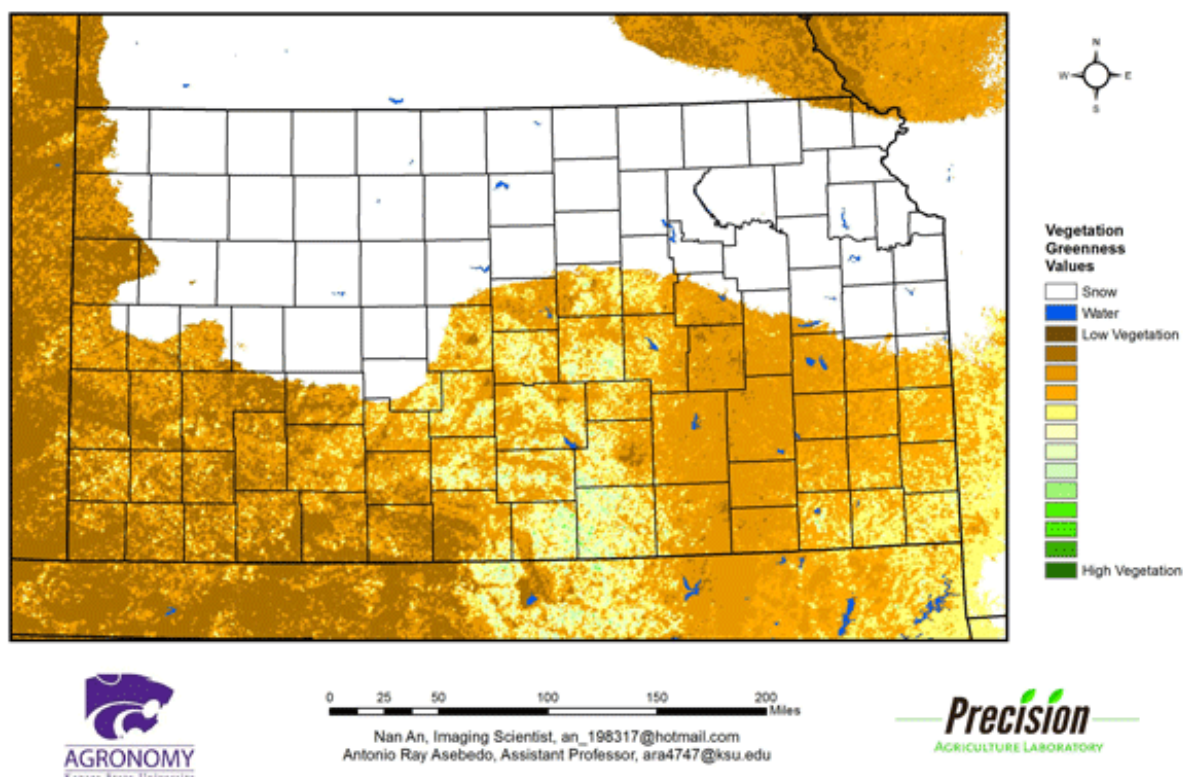 N
W E
S
Vegetation
Greenness
Values
Snow
Water
Low Vegetation
High Vegetation
0 25 50 100 150 200
Miles
Nan An, Imaging Scientist, an_198317@hotmail.com
Antonio Ray Asebedo, Assistant Professor, ara4747@ksu.edu
AGRONOMY
Precision
AGRICULTURE LABORATORY